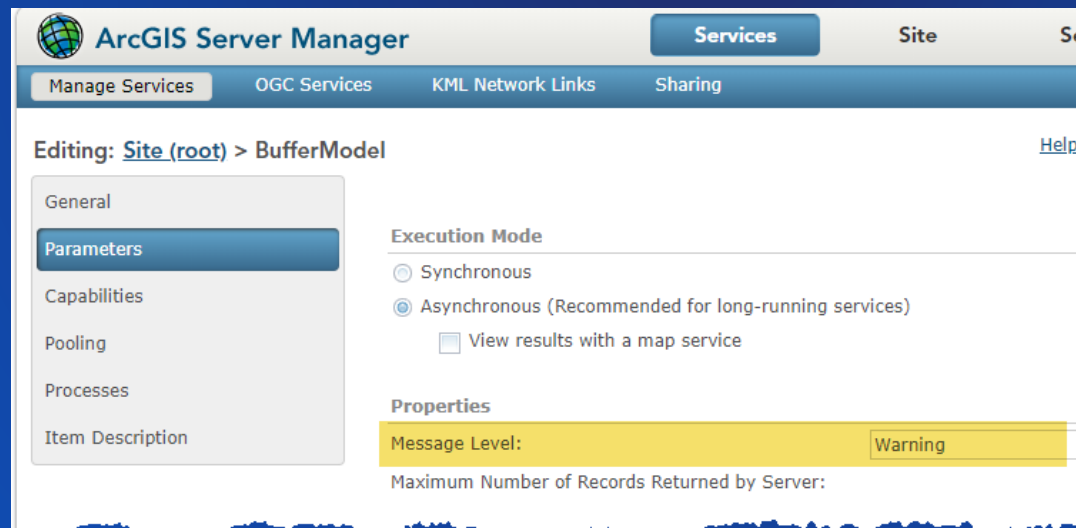 ArcGIS Server Manager
Services
Site
Manage Services
OGC Services
KML Network Links
Sharing
Editing: Site (root) > BufferModel
Help
General
Parameters
Capabilities
Pooling
Processes
Item Description
Execution Mode
Synchronous
Asynchronous (Recommended for long-running services)
View results with a map service
Properties
Message Level:
Warning
Maximum Number of Records Returned by Server: